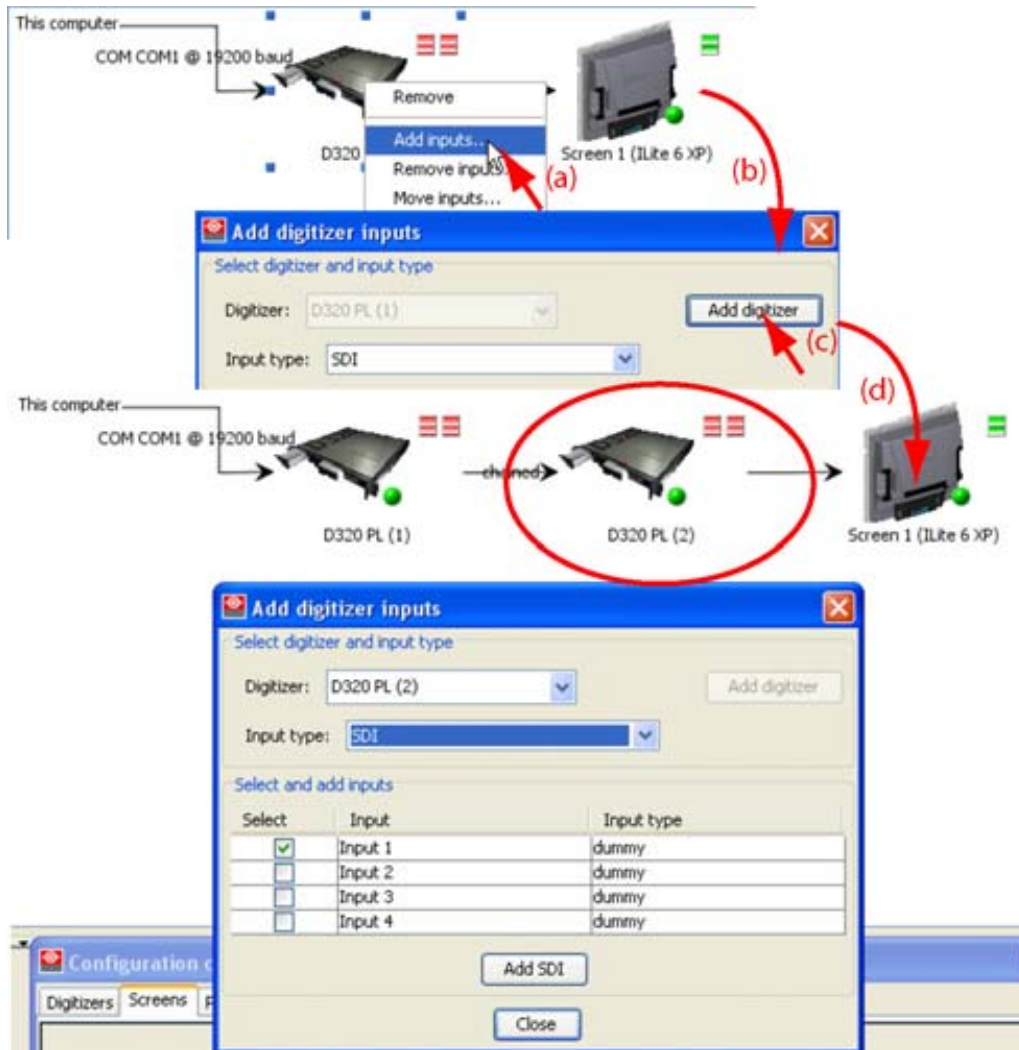 This computer
COM COM1 @ 19200 baud
Remove
Add inputs...
D320
Remove inputs...
Screen 1 (ILite 6 XP)
(a)
(b)
Move inputs...
Add digitizer inputs
Select digitizer and input type
Digitizer: D320 PL (1) Add digitizer
(c)
Input type: SDI
(d)
This computer
COM COM1 @ 19200 baud
chained
D320 PL (1) D320 PL (2) Screen 1 (ILite 6 XP)
Add digitizer inputs
Select digitizer and input type
Digitizer: D320 PL (2) Add digitizer
Input type: SDI
Select and add inputs
Select Input Input type
Input 1 dummy
Input 2 dummy
Input 3 dummy
Input 4 dummy
Add SDI
Configuration
Digitizers Screens
Close